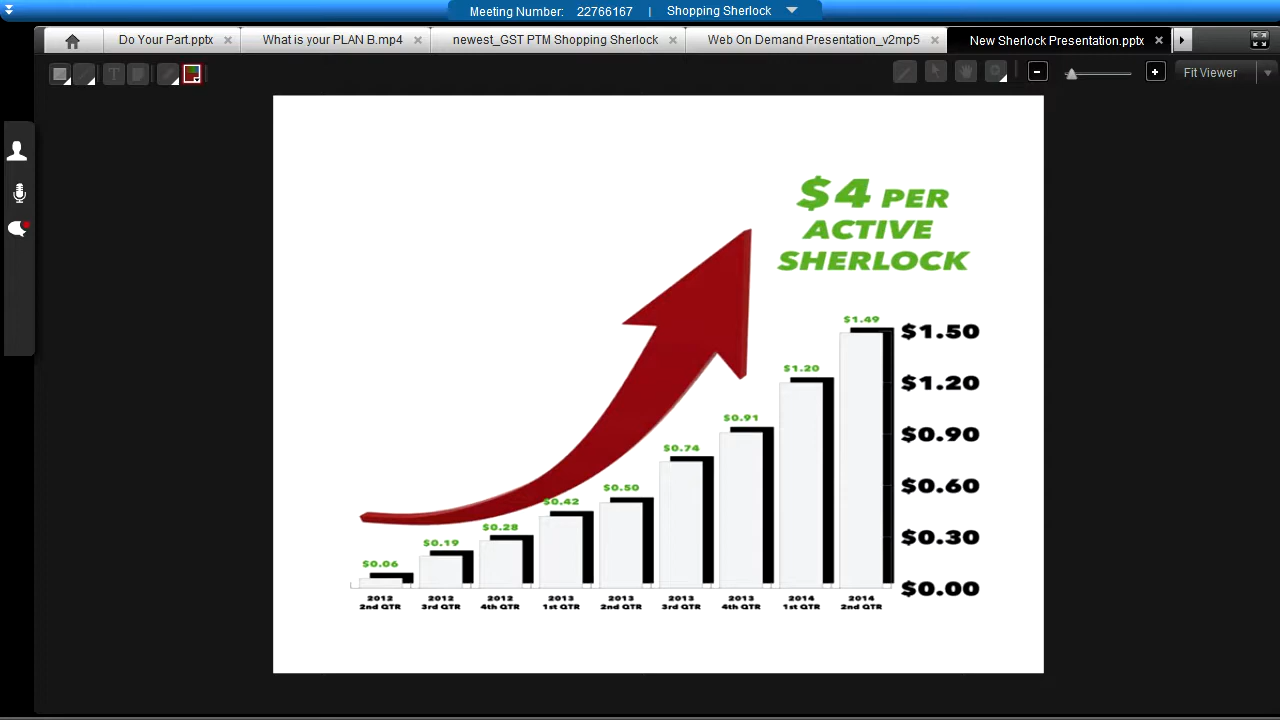 Meeting Number: 22766167 | Shopping Sherlock
Do Your Part.pptx
What is your PLAN B.mp4
newest_GST PTM Shopping Sherlock
Web On Demand Presentation_v2mp5
New Sherlock Presentation.pptx
Fit Viewer
$4 PER
ACTIVE
SHERLOCK
$1.49
$1.50
$1.20
$1.20
$0.91
$0.90
$0.74
$0.60
$0.50
$0.42
$0.28
$0.30
$0.19
$0.06
$0.00
2012 2012 2012 2013 2013 2013 2013 2014 2014
2nd QTR 3rd QTR 4th QTR 1st QTR 2nd QTR 3rd QTR 4th QTR 1st QTR 2nd QTR